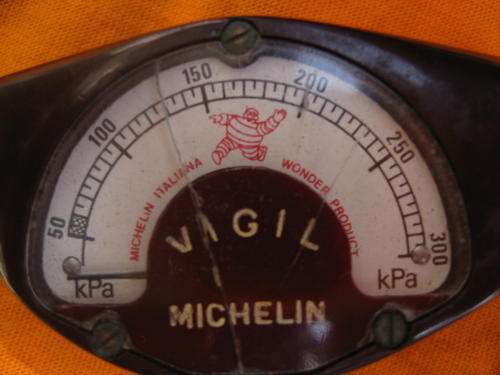 50 100 150 200 250 300
MICHELIN ITALIANA WONDER PRODUCT
kPa kPa
VIGIL
MICHELIN